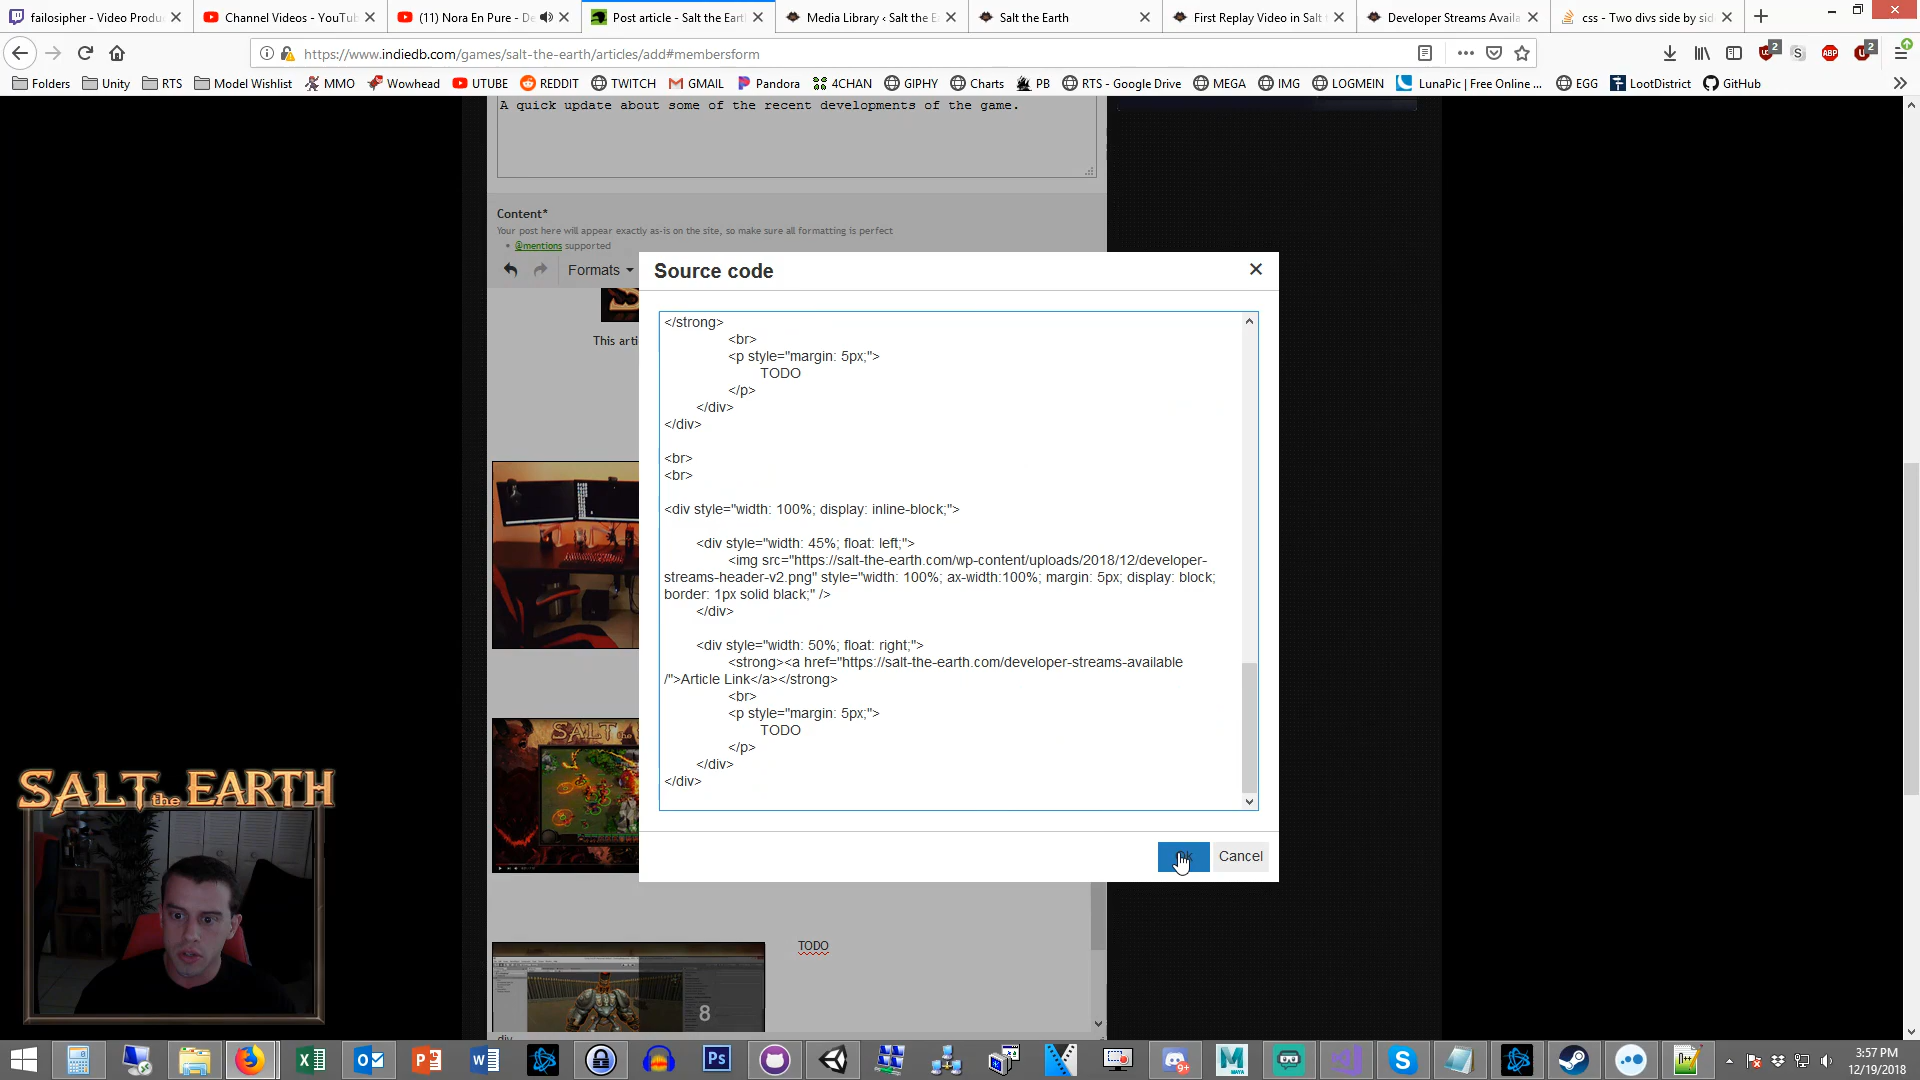 failosipher - Video Produ
Channel Videos - YouTu
(11) Nora En Pure - De
Post article - Salt the Eart
Media Library ‹ Salt the E
Salt the Earth
First Replay Video in Salt
Developer Streams Availa
css - Two divs side by sid
https://www.indiedb.com/games/salt-the-earth/articles/add#membersform
2
2
Folders Unity RTS Model Wishlist MMO Wowhead UTUBE REDDIT TWITCH GMAIL Pandora 4CHAN GIPHY Charts PB RTS - Google Drive MEGA IMG LOGMEIN LunaPic | Free Online ... EGG LootDistrict GitHub
A quick update about some of the recent developments of the game.
Content*
Your post here will appear exactly as-is on the site, so make sure all formatting is perfect
@mentions supported
Formats
This arti
Source code
</strong>
<br>
<p style="margin: 5px;">
TODO
</p>
</div>
</div>
<br>
<br>
<div style="width: 100%; display: inline-block;">
<div style="width: 45%; float: left;">
<img src="https://salt-the-earth.com/wp-content/uploads/2018/12/developer-
streams-header-v2.png" style="width: 100%; ax-width:100%; margin: 5px; display: block;
border: 1px solid black;" />
</div>
<div style="width: 50%; float: right;">
<strong><a href="https://salt-the-earth.com/developer-streams-available
/">Article Link</a></strong>
<br>
<p style="margin: 5px;">
TODO
</p>
</div>
</div>
Cancel
SALT
TODO
8
SALT the EARTH
3:57 PM
12/19/2018